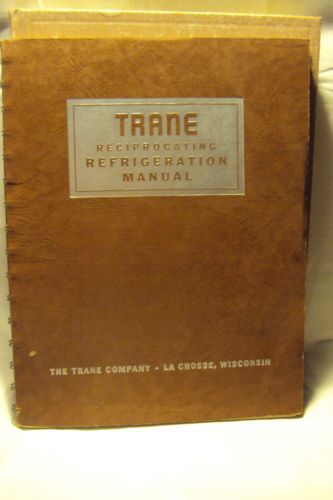 TRANE
RECIPROCATING
REFRIGERATION
MANUAL
THE TRANE COMPANY • LA CROSSE, WISCONSIN